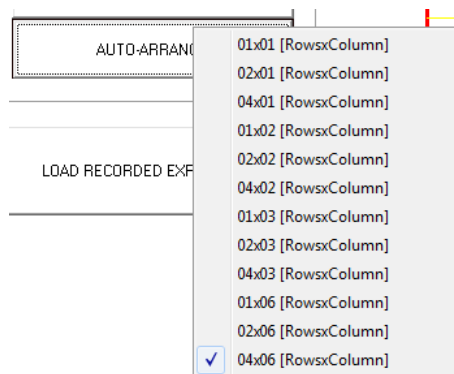 AUTO-ARRANG
01x01 [RowsxColumn]
02x01 [RowsxColumn]
04x01 [RowsxColumn]
01x02 [RowsxColumn]
02x02 [RowsxColumn]
04x02 [RowsxColumn]
01x03 [RowsxColumn]
02x03 [RowsxColumn]
04x03 [RowsxColumn]
01x06 [RowsxColumn]
02x06 [RowsxColumn]
04x06 [RowsxColumn]
LOAD RECORDED EXP